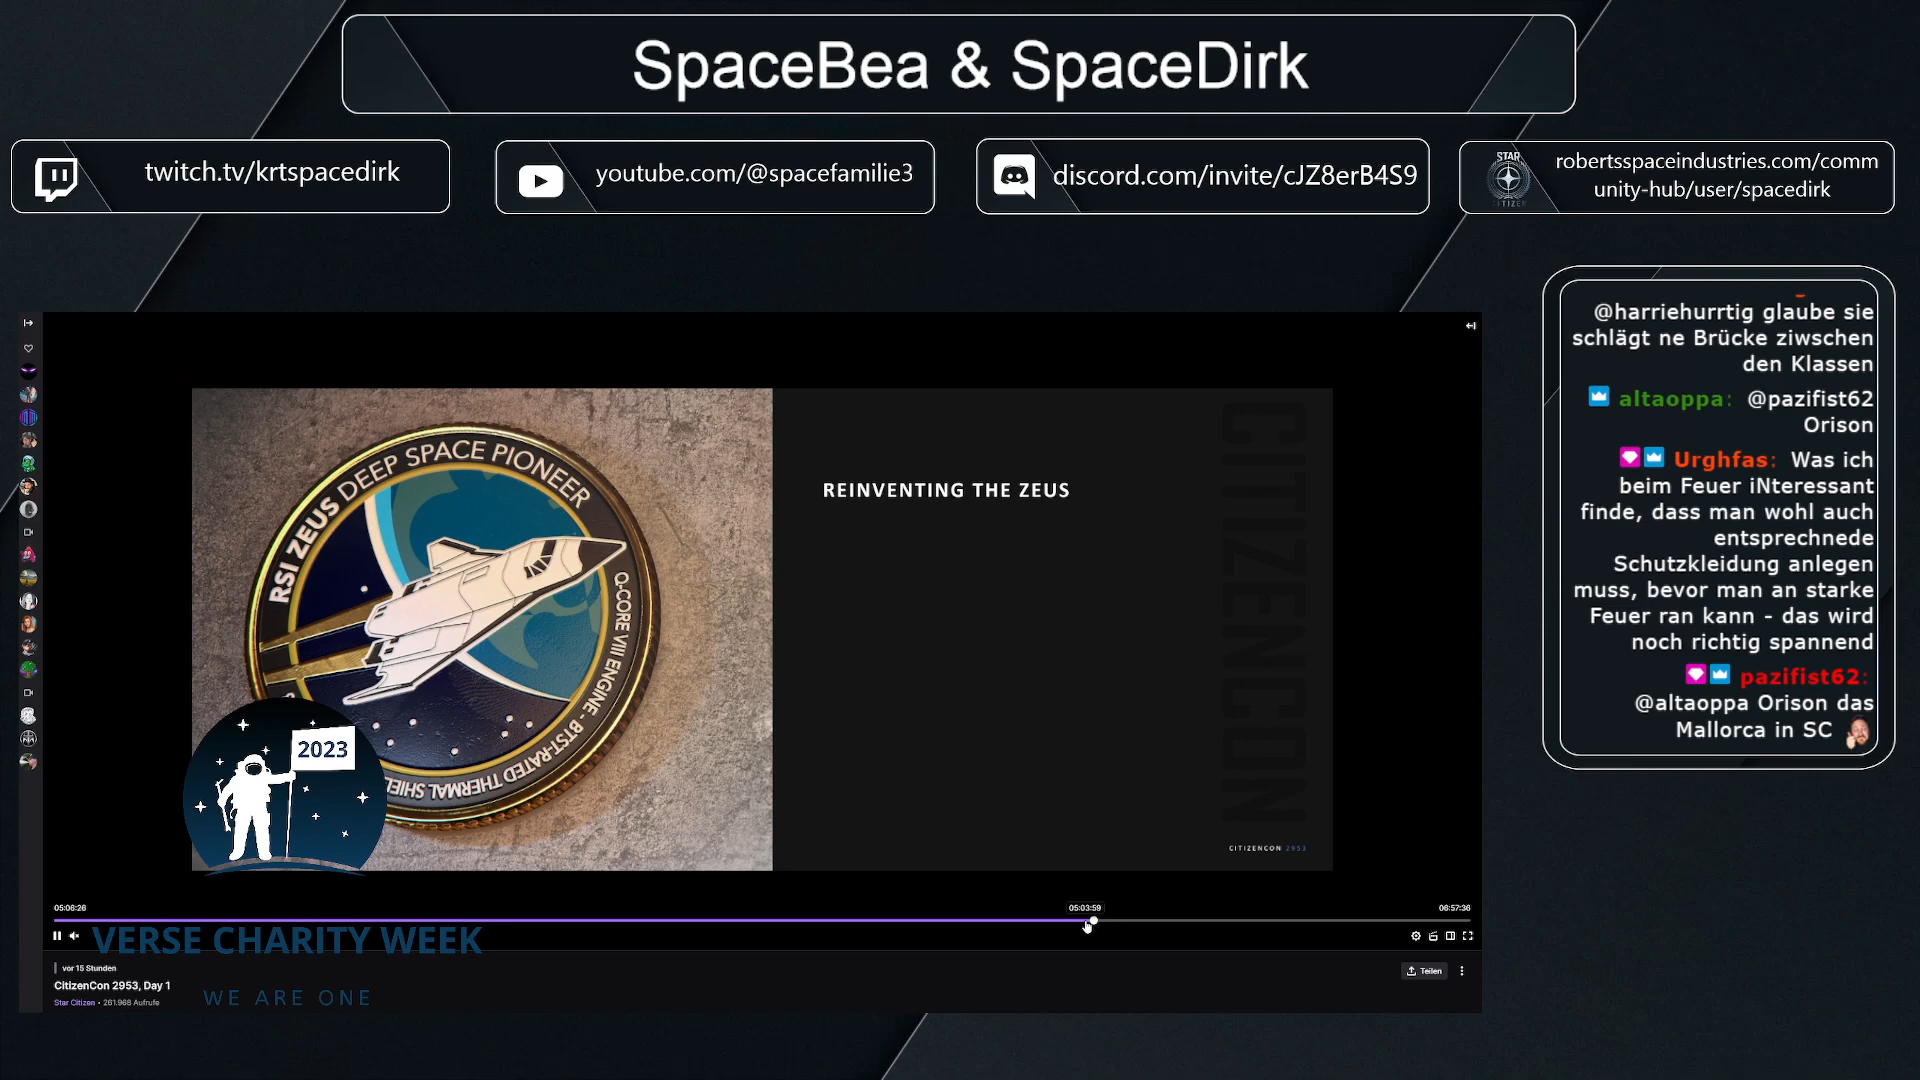 SpaceBea & SpaceDirk
twitch.tv/krtspacedirk
youtube.com/@spacefamilie3
discord.com/invite/cJZ8erB4S9
STAR
CITIZEN
robertsspaceindustries.com/comm
unity-hub/user/spacedirk
@harriehurrtig glaube sie
schlägt ne Brücke ziwschen
den Klassen
altaoppa: @pazifist62
Orison
Urghfas: Was ich
beim Feuer iNteressant
finde, dass man wohl auch
entsprechnede
Schutzkleidung anlegen
muss, bevor man an starke
Feuer ran kann - das wird
noch richtig spannend
pazifist62:
@altaoppa Orison das
Mallorca in SC
RSI ZEUS DEEP SPACE PIONEER
Q-CORE VIII ENGINE - BTST-RATED THERMAL SHIEL
2023
REINVENTING THE ZEUS
CITIZENCON
CITIZENCON 2953
05:06:26
05:03:59
06:57:36
VERSE CHARITY WEEK
WE ARE ONE
vor 15 Stunden
CitizenCon 2953, Day 1
Star Citizen • 261.968 Aufrufe
Teilen